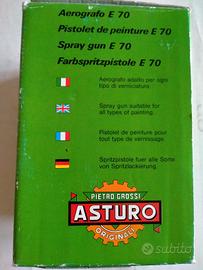 Aerografo E 70
Pistolet de peinture E 70
Spray gun E 70
Farbspritzpistole E 70
Aerografo adatto per ogni
tipo di verniciatura.
Spray gun suitable for
all types of painting.
Pistolet de peinture pour
tout type de vernissage.
Spritzpistole fuer alle Sorte
von Spritzlackierung.
PIETRO GROSSI
ASTURO
ORIGINALI
subito